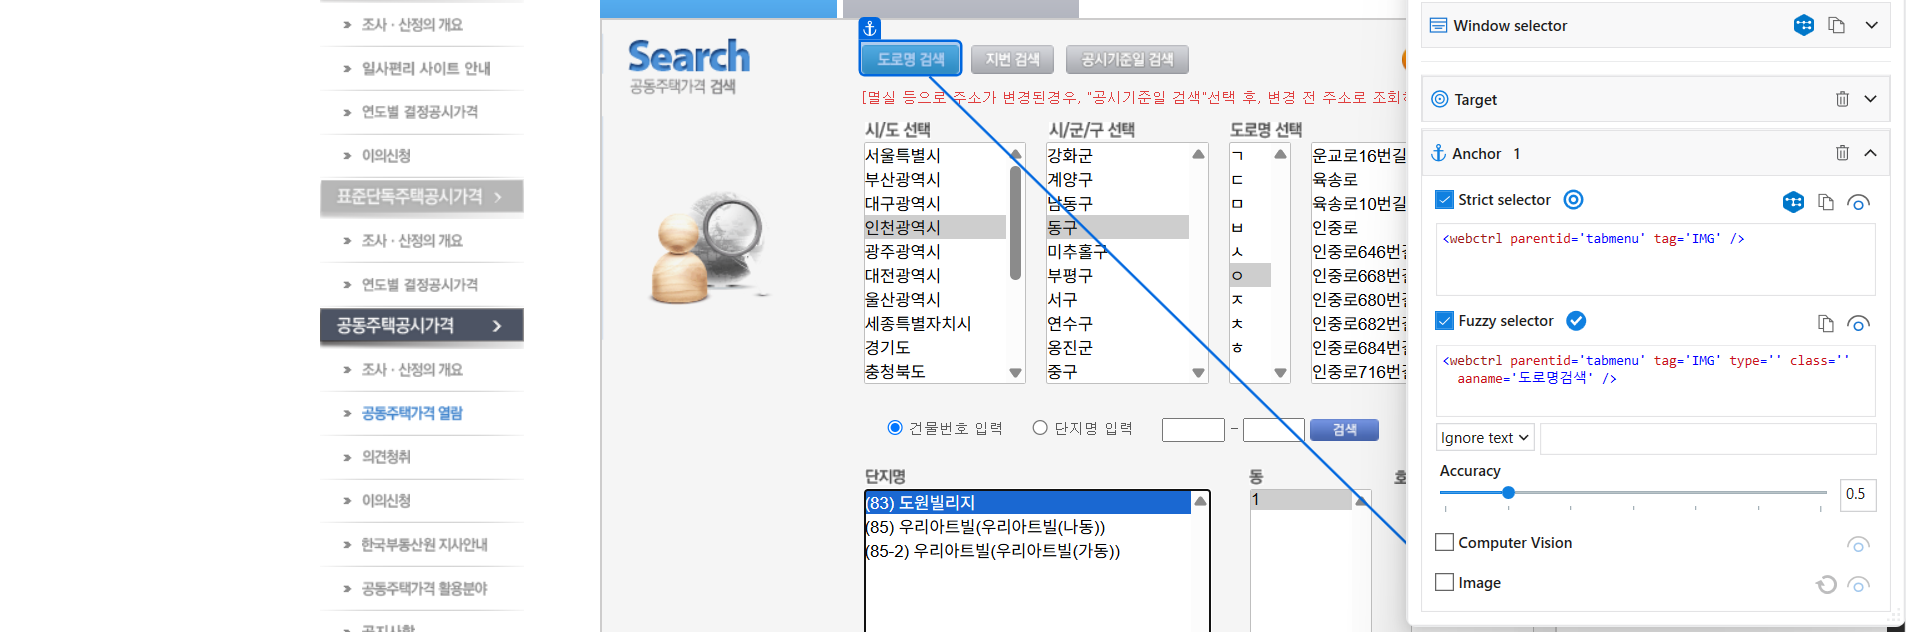 조사 · 산정의 개요
일사편리 사이트 안내
연도별 결정공시가격
이의신청
표준단독주택공시가격
조사 · 산정의 개요
연도별 결정공시가격
공동주택공시가격
조사 · 산정의 개요
공동주택가격 열람
의견청취
이의신청
한국부동산원 지사안내
공동주택가격 활용분야
공지사항
Search
공동주택가격 검색
도로명 검색 지번 검색 공시기준일 검색
[멸실 등으로 주소가 변경된경우, "공시기준일 검색"선택 후, 변경 전 주소로 조회
시/도 선택
서울특별시
부산광역시
대구광역시
인천광역시
광주광역시
대전광역시
울산광역시
세종특별자치시
경기도
충청북도
시/군/구 선택
강화군
계양구
남동구
동구
미추홀구
부평구
서구
연수구
옹진군
중구
도로명 선택
ㄱ
ㄷ
ㅁ
ㅂ
ㅅ
ㅇ
ㅈ
ㅊ
ㅎ
운교로16번길
육송로
육송로10번길
인중로
인중로646번길
인중로668번길
인중로680번길
인중로682번길
인중로684번길
인중로716번길
건물번호 입력 단지명 입력 - 검색
단지명
(83) 도원빌리지
(85) 우리아트빌(우리아트빌(나동))
(85-2) 우리아트빌(우리아트빌(가동))
동
1
호
Window selector
Target
Anchor 1
Strict selector
<webctrl parentid='tabmenu' tag='IMG' />
Fuzzy selector
<webctrl parentid='tabmenu' tag='IMG' type='' class=''
aaname='도로명검색' />
Ignore text
Accuracy
0.5
Computer Vision
Image